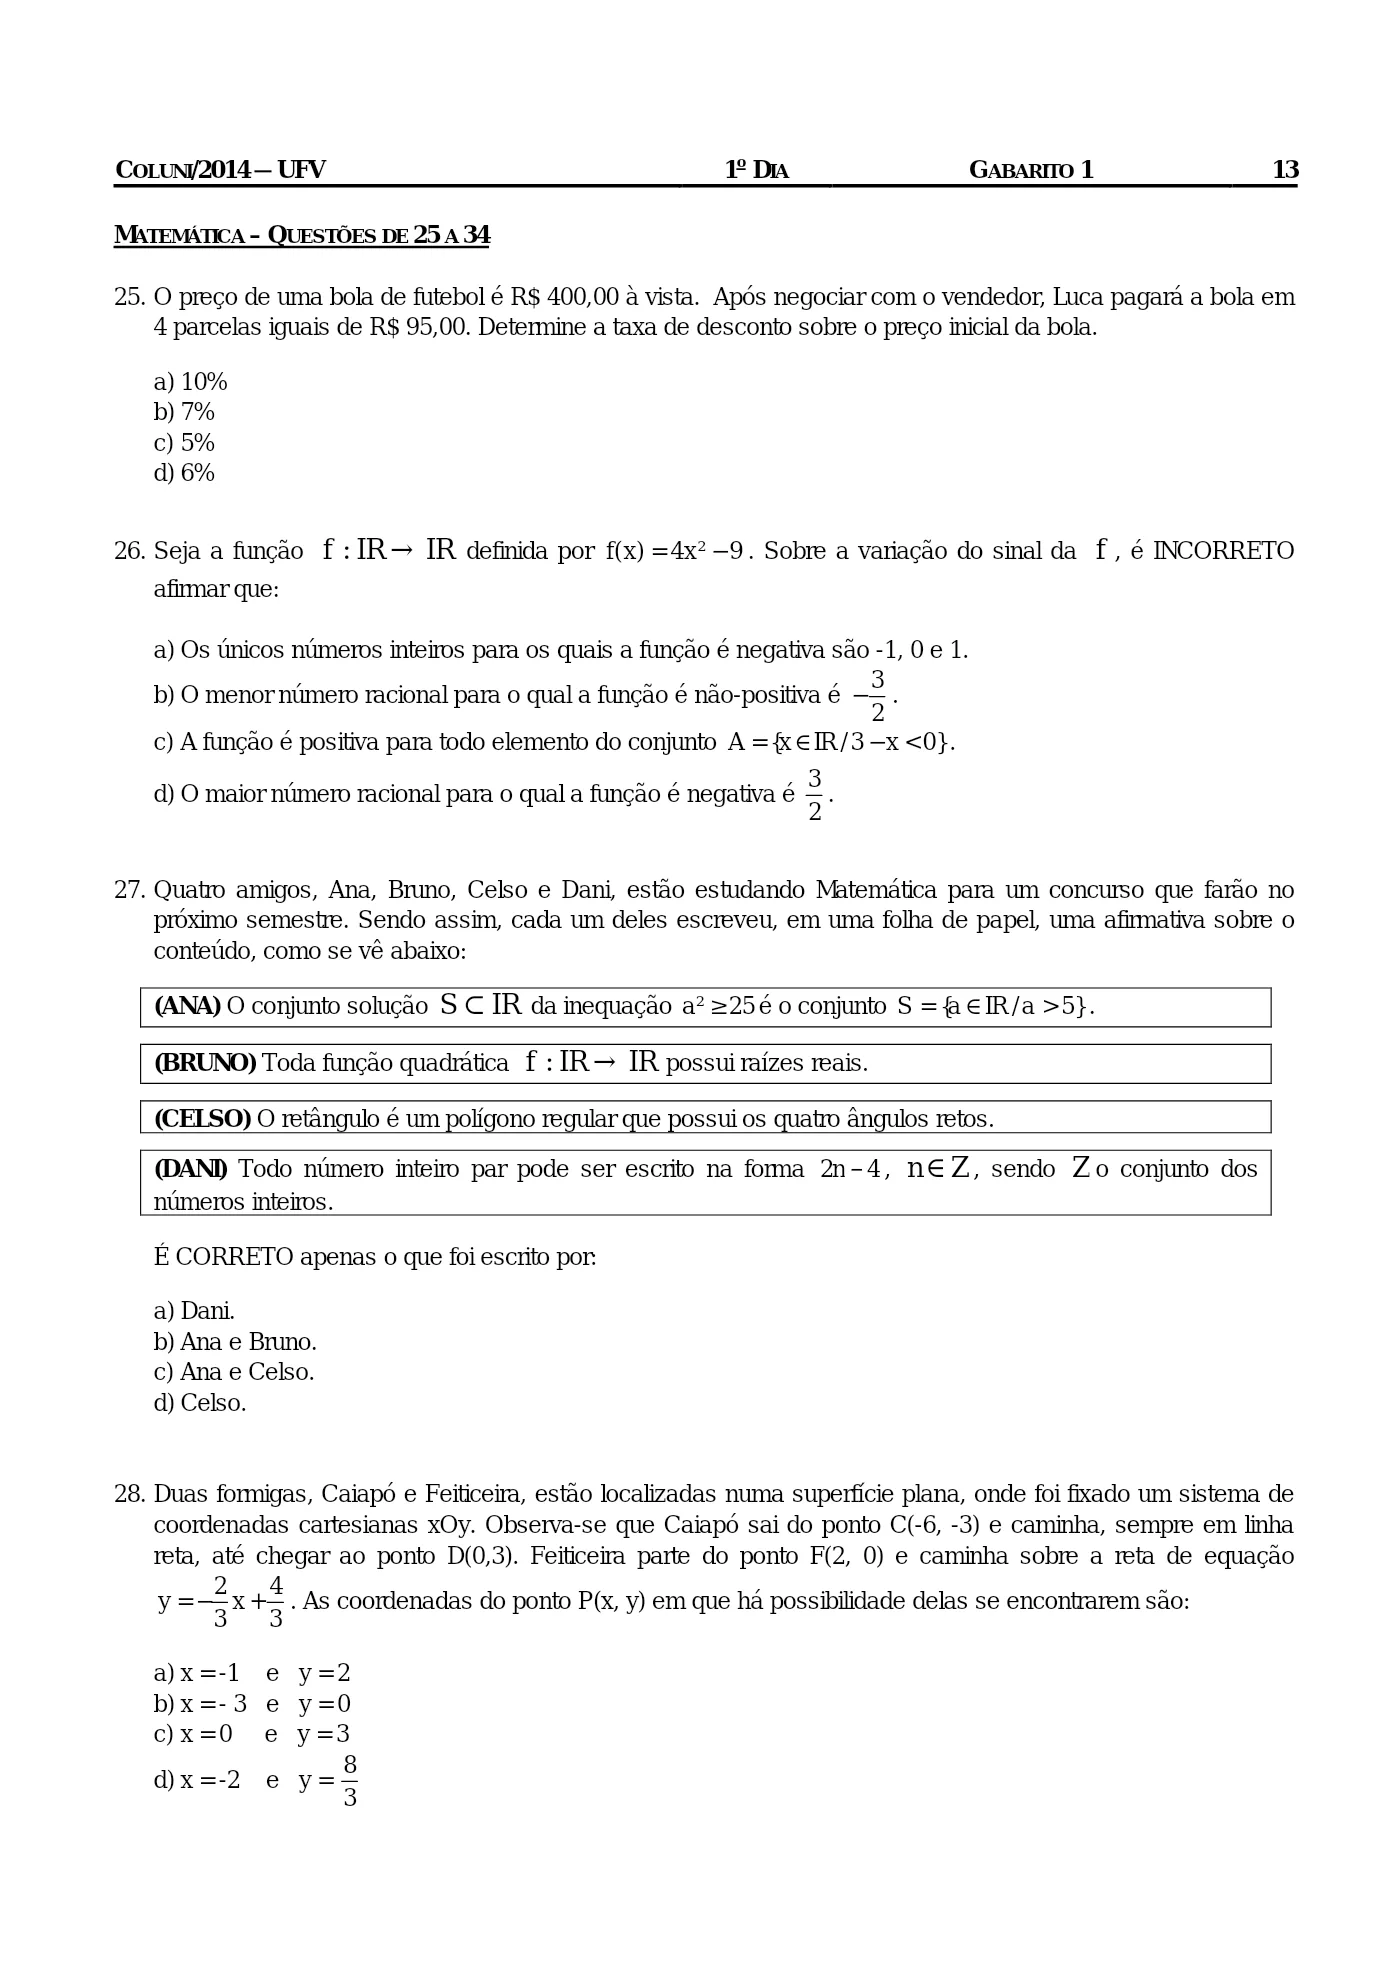 COLUNI/2014 – UFV 1º DIA GABARITO 1 13
MATEMÁTICA – QUESTÕES DE 25 A 34
25. O preço de uma bola de futebol é R$ 400,00 à vista. Após negociar com o vendedor, Luca pagará a bola em
4 parcelas iguais de R$ 95,00. Determine a taxa de desconto sobre o preço inicial da bola.
a) 10%
b) 7%
c) 5%
d) 6%
26. Seja a função f : IR → IR definida por f(x) = 4x² − 9 . Sobre a variação do sinal da f , é INCORRETO
afirmar que:
a) Os únicos números inteiros para os quais a função é negativa são -1, 0 e 1.
b) O menor número racional para o qual a função é não-positiva é −3/2 .
c) A função é positiva para todo elemento do conjunto A = {x ∈ IR / 3 − x < 0}.
d) O maior número racional para o qual a função é negativa é 3/2 .
27. Quatro amigos, Ana, Bruno, Celso e Dani, estão estudando Matemática para um concurso que farão no
próximo semestre. Sendo assim, cada um deles escreveu, em uma folha de papel, uma afirmativa sobre o
conteúdo, como se vê abaixo:
(ANA) O conjunto solução S ⊂ IR da inequação a² ≥ 25 é o conjunto S = {a ∈ IR / a > 5}.
(BRUNO) Toda função quadrática f : IR → IR possui raízes reais.
(CELSO) O retângulo é um polígono regular que possui os quatro ângulos retos.
(DANI) Todo número inteiro par pode ser escrito na forma 2n – 4 , n ∈ Z , sendo Z o conjunto dos
números inteiros.
É CORRETO apenas o que foi escrito por:
a) Dani.
b) Ana e Bruno.
c) Ana e Celso.
d) Celso.
28. Duas formigas, Caiapó e Feiticeira, estão localizadas numa superfície plana, onde foi fixado um sistema de
coordenadas cartesianas xOy. Observa-se que Caiapó sai do ponto C(-6, -3) e caminha, sempre em linha
reta, até chegar ao ponto D(0,3). Feiticeira parte do ponto F(2, 0) e caminha sobre a reta de equação
y = −2/3 x + 4/3 . As coordenadas do ponto P(x, y) em que há possibilidade delas se encontrarem são:
a) x = -1 e y = 2
b) x = - 3 e y = 0
c) x = 0 e y = 3
d) x = -2 e y = 8/3